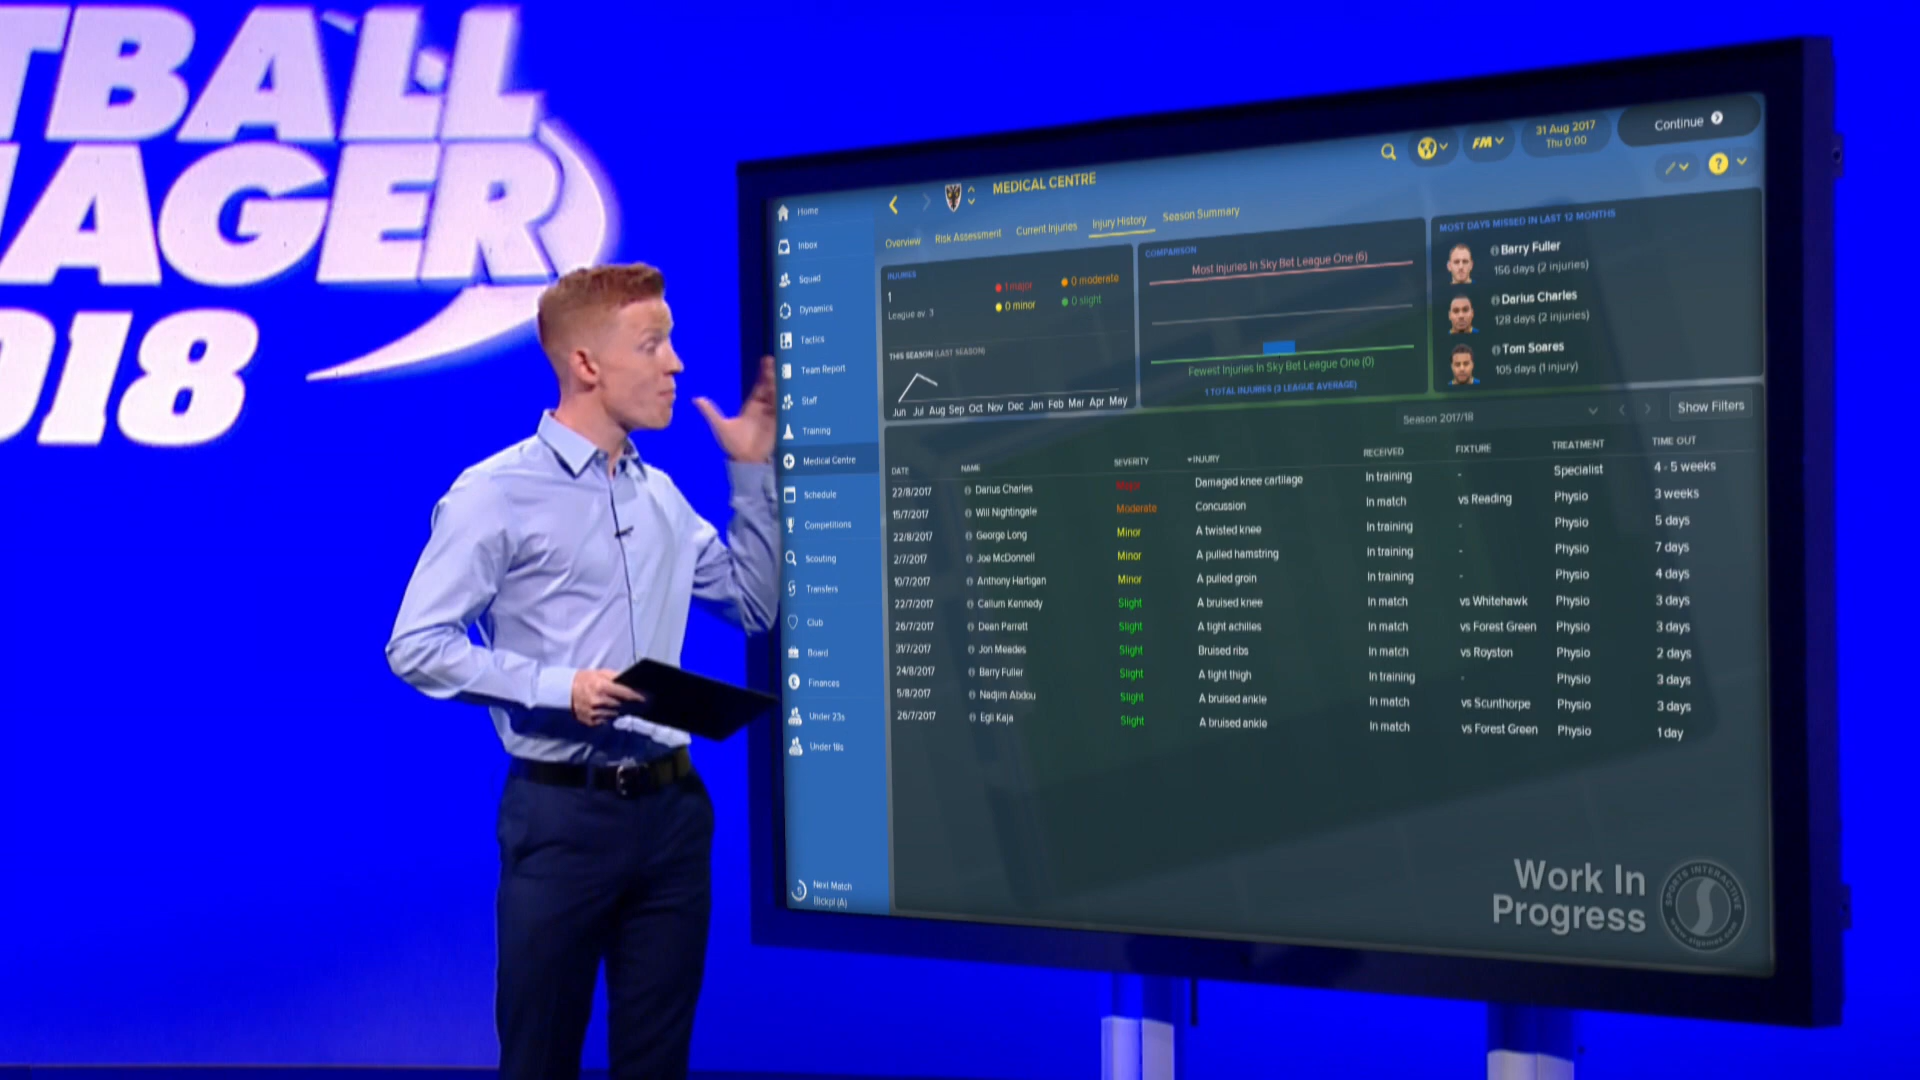 TBALL
AGER
018
MEDICAL CENTRE
31 Aug 2017
Thu 0:00
Continue
FM
?
Overview
Risk Assessment
Current Injuries
Injury History
Season Summary
Home
Inbox
Squad
Dynamics
Tactics
Team Report
Staff
Training
Medical Centre
Schedule
Competitions
Scouting
Transfers
Club
Board
Finances
Under 23s
Under 18s
Next Match
Blckpl (A)
INJURIES
1
League av. 3
1 major
0 moderate
0 minor
0 slight
THIS SEASON (LAST SEASON)
Jun Jul Aug Sep Oct Nov Dec Jan Feb Mar Apr May
COMPARISON
Most Injuries In Sky Bet League One (6)
Fewest Injuries In Sky Bet League One (0)
1 TOTAL INJURIES (3 LEAGUE AVERAGE)
MOST DAYS MISSED IN LAST 12 MONTHS
Barry Fuller
156 days (2 injuries)
Darius Charles
128 days (2 injuries)
Tom Soares
105 days (1 injury)
Season 2017/18
Show Filters
DATE NAME SEVERITY INJURY RECEIVED FIXTURE TREATMENT TIME OUT
22/8/2017 Darius Charles Major Damaged knee cartilage In training - Specialist 4 - 5 weeks
15/7/2017 Will Nightingale Moderate Concussion In match vs Reading Physio 3 weeks
22/8/2017 George Long Minor A twisted knee In training - Physio 5 days
2/7/2017 Joe McDonnell Minor A pulled hamstring In training - Physio 7 days
10/7/2017 Anthony Hartigan Minor A pulled groin In training - Physio 4 days
22/7/2017 Callum Kennedy Slight A bruised knee In match vs Whitehawk Physio 3 days
26/7/2017 Dean Parrett Slight A tight achilles In match vs Forest Green Physio 3 days
31/7/2017 Jon Meades Slight Bruised ribs In match vs Royston Physio 2 days
24/8/2017 Barry Fuller Slight A tight thigh In training - Physio 3 days
5/8/2017 Nadjim Abdou Slight A bruised ankle In match vs Scunthorpe Physio 3 days
26/7/2017 Egli Kaja Slight A bruised ankle In match vs Forest Green Physio 1 day
Work In
Progress
SPORTS INTERACTIVE
www.sigames.com